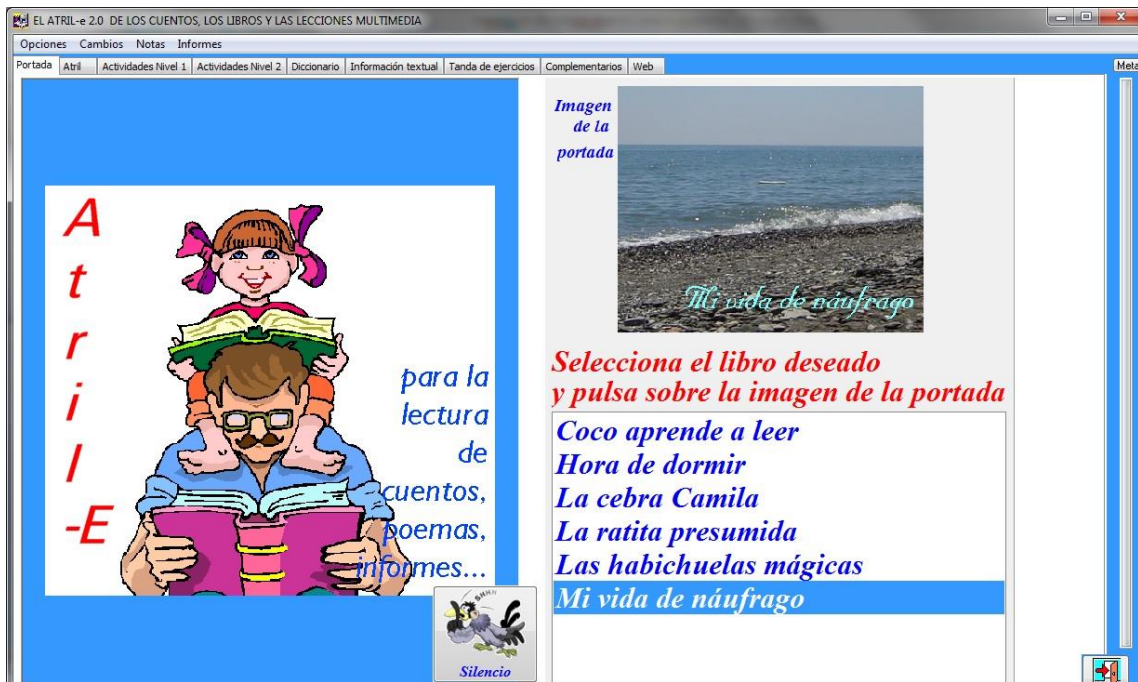 EL ATRIL-e 2.0 DE LOS CUENTOS, LOS LIBROS Y LAS LECCIONES MULTIMEDIA
Opciones Cambios Notas Informes
Portada Atril Actividades Nivel 1 Actividades Nivel 2 Diccionario Información textual Tanda de ejercicios Complementarios Web Meta
Atril-E
para la
lectura
de
cuentos,
poemas,
informes...
SHHH
Silencio
Imagen
de la
portada
Mi vida de náufrago
Selecciona el libro deseado
y pulsa sobre la imagen de la portada
Coco aprende a leer
Hora de dormir
La cebra Camila
La ratita presumida
Las habichuelas mágicas
Mi vida de náufrago